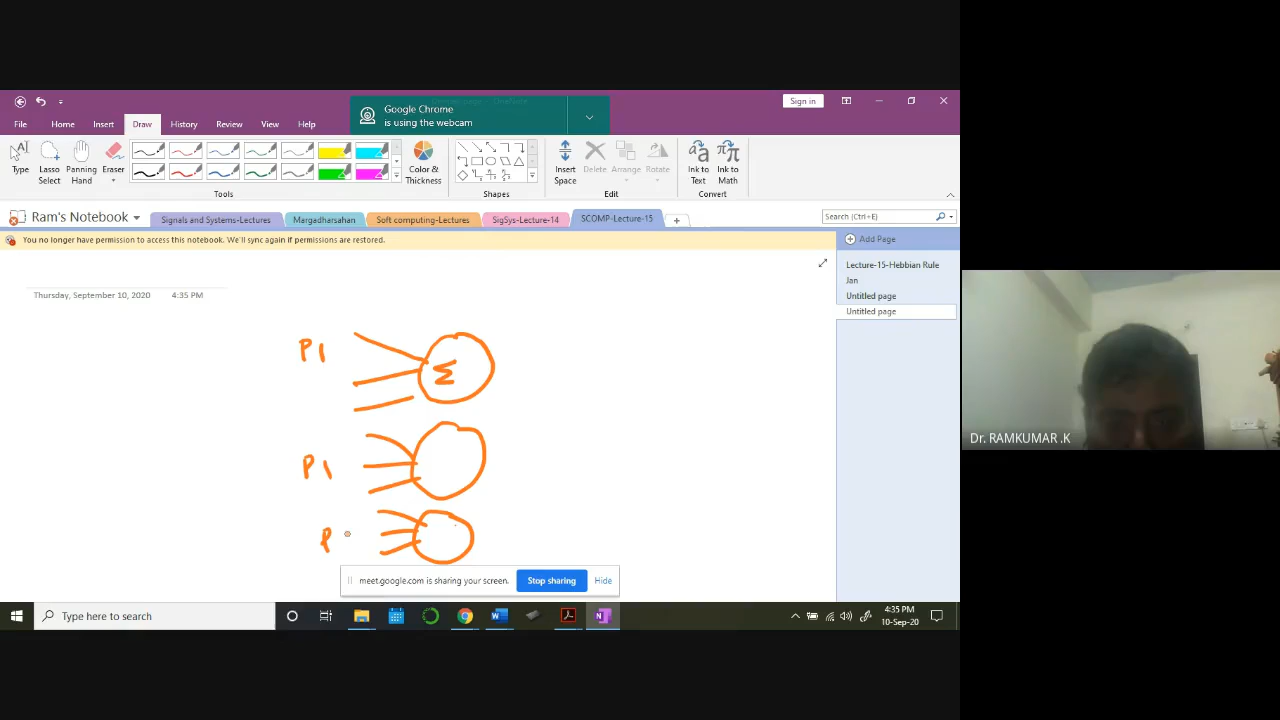 Google Chrome
is using the webcam
Sign in
File Home Insert Draw History Review View Help
Type Lasso Select Panning Hand Eraser Color & Thickness Insert Space Delete Arrange Rotate Ink to Text Ink to Math
Tools Shapes Edit Convert
Ram's Notebook Signals and Systems-Lectures Margadharsahan Soft computing-Lectures SigSys-Lecture-14 SCOMP-Lecture-15 Search (Ctrl+E)
You no longer have permission to access this notebook. We'll sync again if permissions are restored.
Add Page
Lecture-15-Hebbian Rule
Jan
Untitled page
Untitled page
Thursday, September 10, 2020 4:35 PM
P1 Σ
P1
P
Dr. RAMKUMAR .K
meet.google.com is sharing your screen. Stop sharing Hide
Type here to search
4:35 PM
10-Sep-20